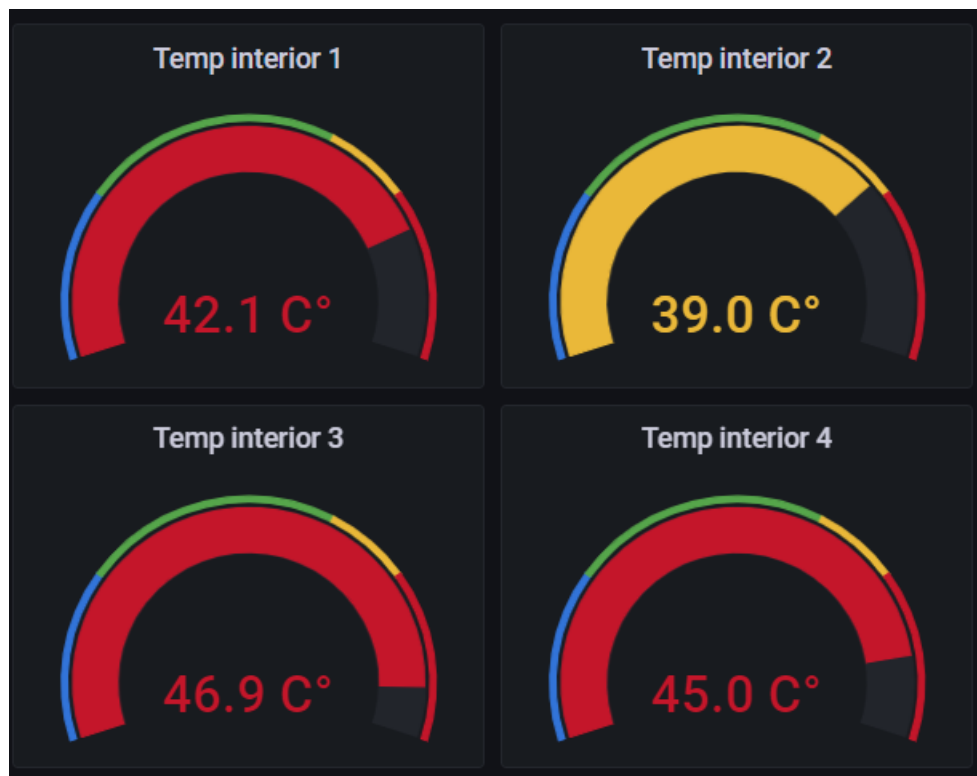 Temp interior 1
42.1 C°
Temp interior 2
39.0 C°
Temp interior 3
46.9 C°
Temp interior 4
45.0 C°